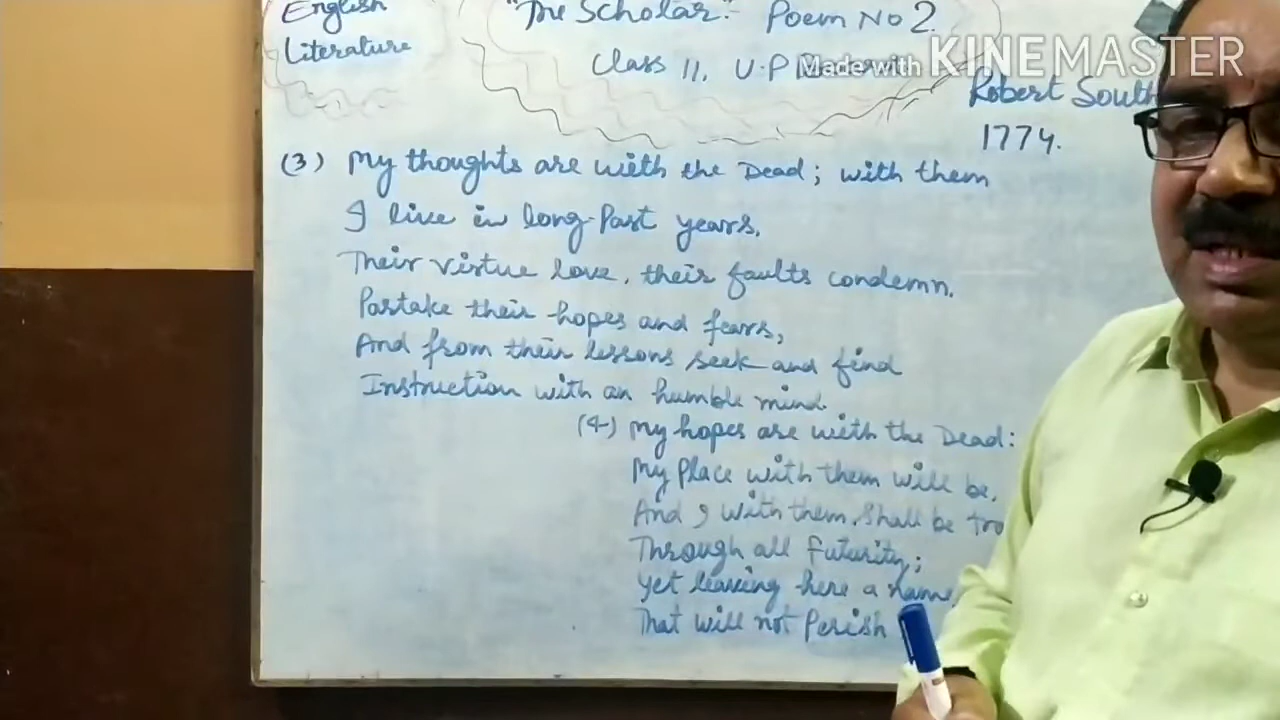 English
Literature
"The Scholar" - Poem No 2.
Class 11. U.P
Made with KINEMASTER
Robert South
1774.
(3) My thoughts are with the Dead; with them
I live in long-Past years,
Their virtue love, their faults condemn,
Partake their hopes and fears,
And from their lessons seek and find
Instruction with an humble mind.
(4) My hopes are with the Dead:
My Place with them will be,
And I with them, Shall be tra
Through all Futurity;
Yet leaving here a name
That will not Perish